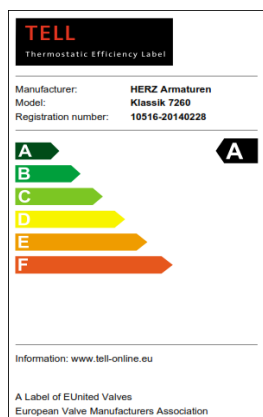 TELL
Thermostatic Efficiency Label
Manufacturer: HERZ Armaturen
Model: Klassik 7260
Registration number: 10516-20140228
A A
B
C
D
E
F
Information: www.tell-online.eu
A Label of EUnited Valves
European Valve Manufacturers Association